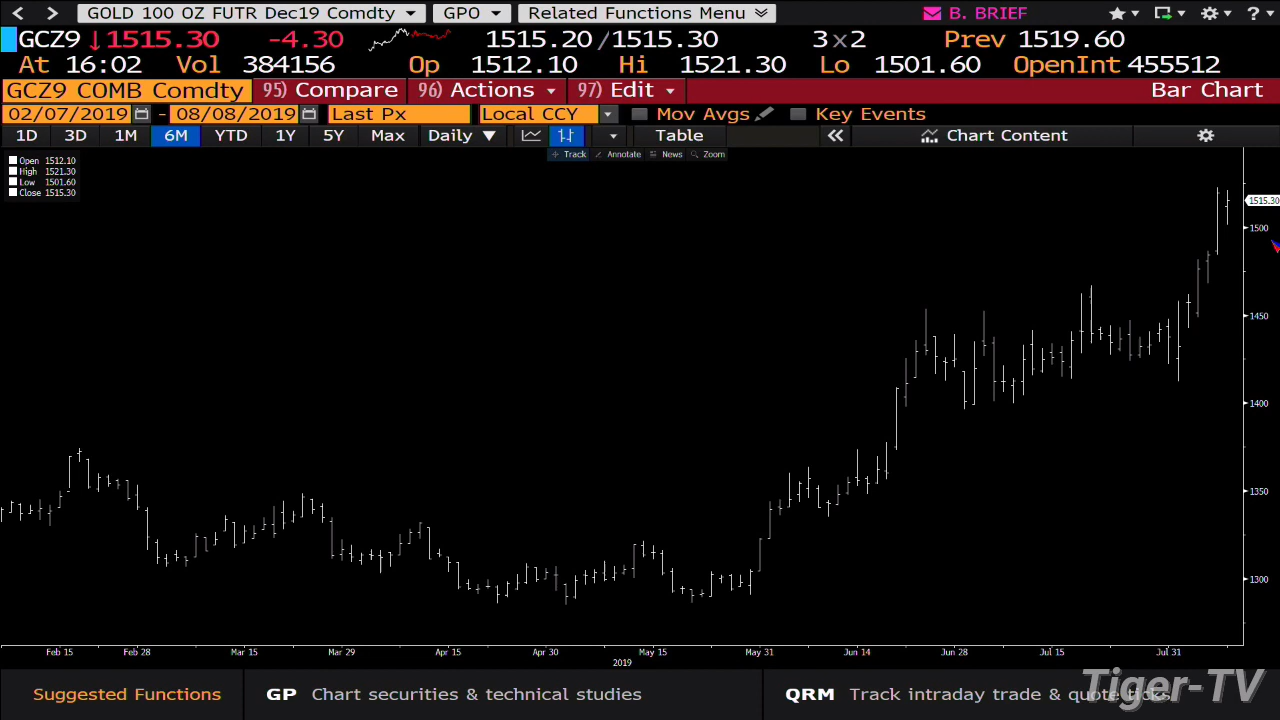 GOLD 100 OZ FUTR Dec19 Comdty GPO Related Functions Menu B. BRIEF ?
GCZ9 ↓1515.30 -4.30 1515.20/1515.30 3x2 Prev 1519.60
At 16:02 Vol 384156 Op 1512.10 Hi 1521.30 Lo 1501.60 OpenInt 455512
GCZ9 COMB Comdty 95) Compare 96) Actions 97) Edit Bar Chart
02/07/2019 - 08/08/2019 Last Px Local CCY Mov Avgs Key Events
1D 3D 1M 6M YTD 1Y 5Y Max Daily ▼ Table « Chart Content
Track Annotate News Zoom
Open 1512.10
High 1521.30
Low 1501.60
Close 1515.30
1515.30
1500
1450
1400
1350
1300
Feb 15 Feb 28 Mar 15 Mar 29 Apr 15 Apr 30 May 15 May 31 Jun 14 Jun 28 Jul 15 Jul 31
2019
Suggested Functions GP Chart securities & technical studies QRM Track intraday trade & quote ticks
Tiger-TV